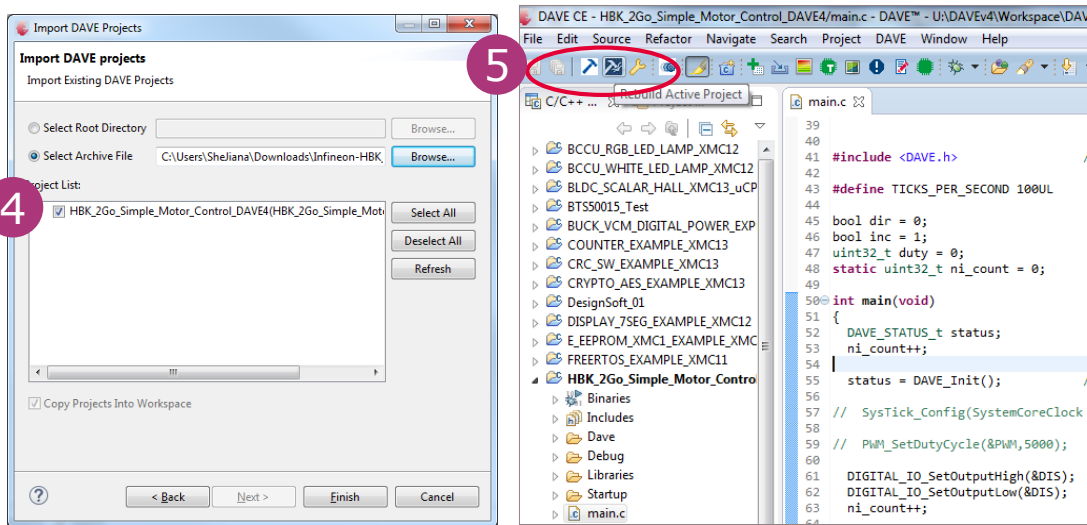 Import DAVE Projects
Import DAVE projects
Import Existing DAVE Projects
Select Root Directory
Browse...
Select Archive File
C:\Users\SheJiana\Downloads\Infineon-HBK_
Browse...
Project List:
4
HBK_2Go_Simple_Motor_Control_DAVE4(HBK_2Go_Simple_Moto
Select All
Deselect All
Refresh
Copy Projects Into Workspace
?
< Back
Next >
Finish
Cancel
5
DAVE CE - HBK_2Go_Simple_Motor_Control_DAVE4/main.c - DAVE™ - U:\DAVEv4\Workspace\DAV
File Edit Source Refactor Navigate Search Project DAVE Window Help
Rebuild Active Project
C/C++ ...
BCCU_RGB_LED_LAMP_XMC12
BCCU_WHITE_LED_LAMP_XMC12
BLDC_SCALAR_HALL_XMC13_uCP
BTS50015_Test
BUCK_VCM_DIGITAL_POWER_EXP
COUNTER_EXAMPLE_XMC13
CRC_SW_EXAMPLE_XMC13
CRYPTO_AES_EXAMPLE_XMC13
DesignSoft_01
DISPLAY_7SEG_EXAMPLE_XMC12
E_EEPROM_XMC1_EXAMPLE_XMC
FREERTOS_EXAMPLE_XMC11
HBK_2Go_Simple_Motor_Control
Binaries
Includes
Dave
Debug
Libraries
Startup
main.c
main.c
39
40
41 #include <DAVE.h> /
42
43 #define TICKS_PER_SECOND 100UL
44
45 bool dir = 0;
46 bool inc = 1;
47 uint32_t duty = 0;
48 static uint32_t ni_count = 0;
49
50 int main(void)
51 {
52 DAVE_STATUS_t status;
53 ni_count++;
54
55 status = DAVE_Init(); /
56
57 // SysTick_Config(SystemCoreClock
58
59 // PWM_SetDutyCycle(&PWM,5000);
60
61 DIGITAL_IO_SetOutputHigh(&DIS);
62 DIGITAL_IO_SetOutputLow(&DIS);
63 ni_count++;
64